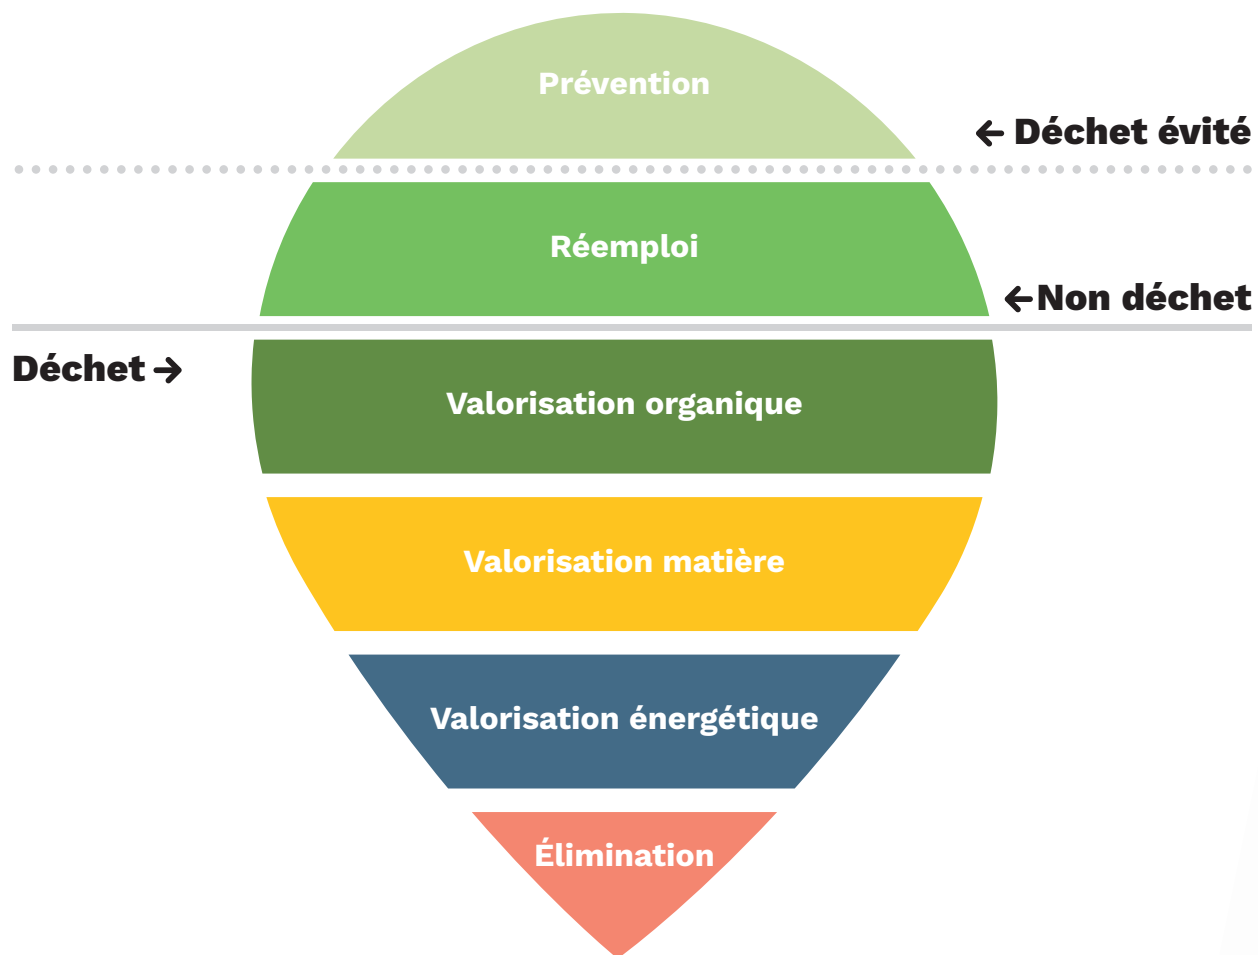 Prévention
← Déchet évité
Réemploi
← Non déchet
Déchet →
Valorisation organique
Valorisation matière
Valorisation énergétique
Élimination